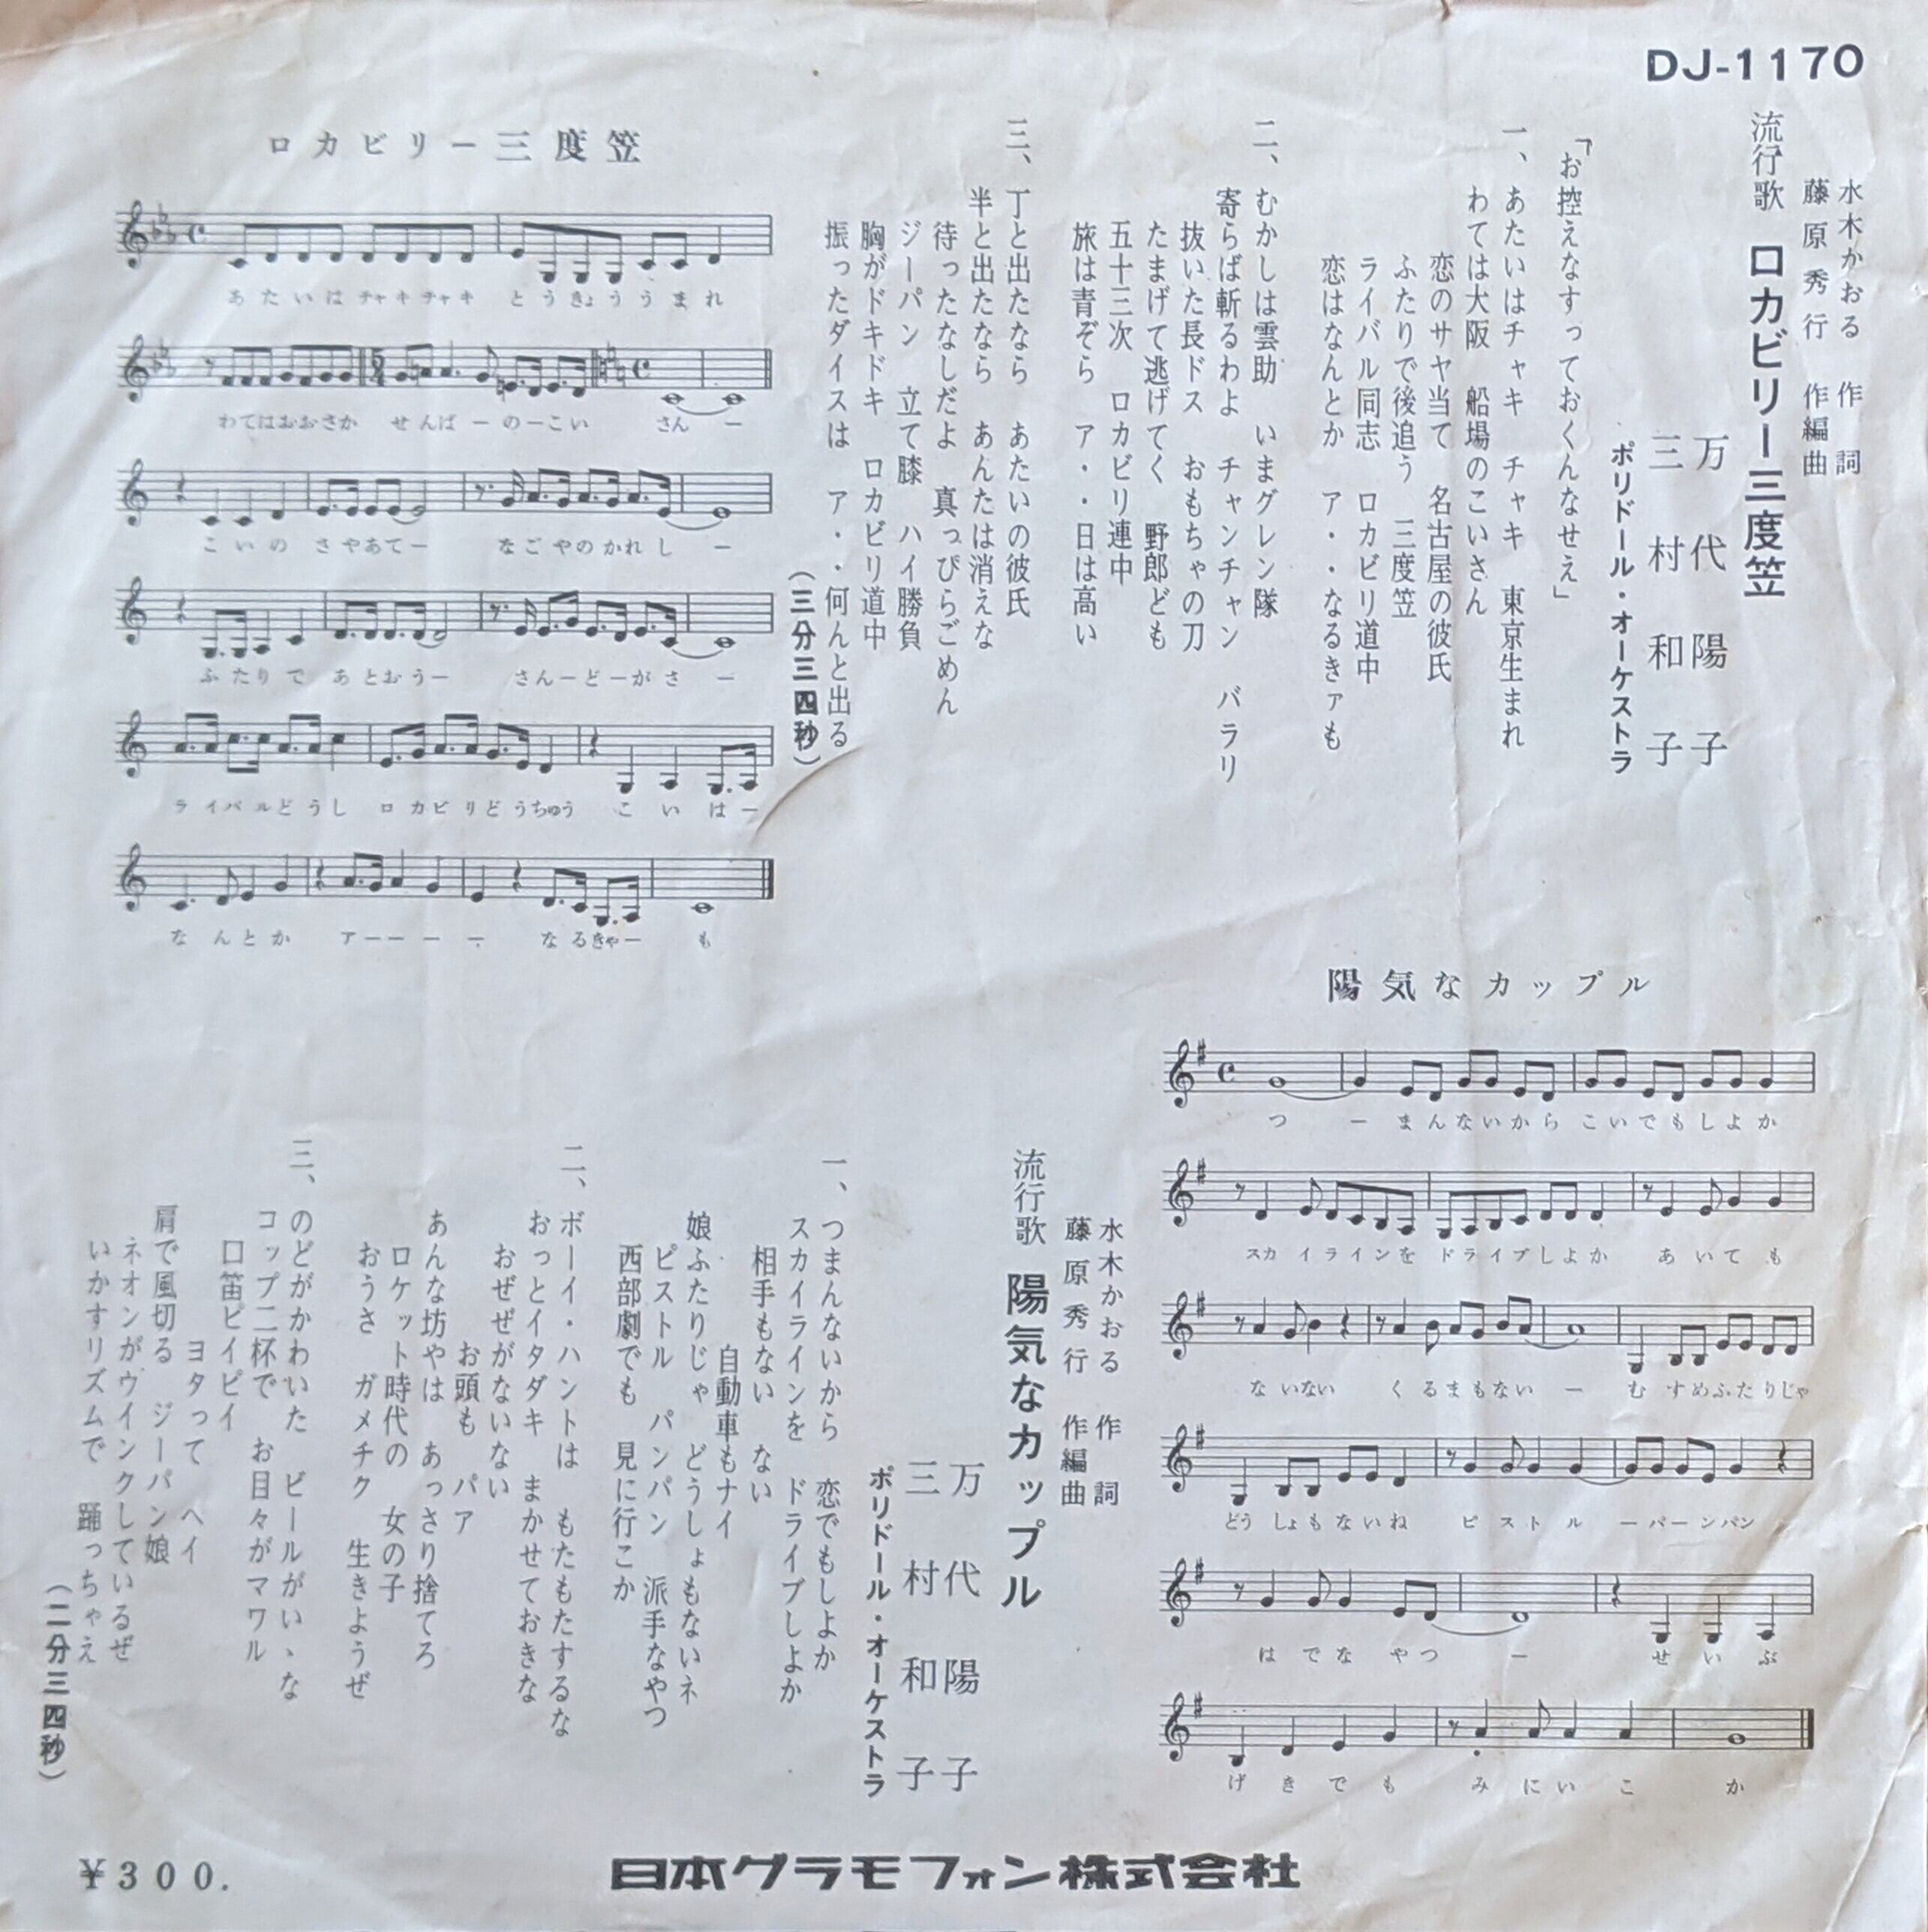 DJ-1170
水木かおる 作詞
藤原秀行 作編曲
流行歌 ロカビリー三度笠
万代陽子
三村和子
ポリドール・オーケストラ
「お控えなすっておくんなせえ」
一、あたいはチャキ チャキ 東京生まれ
わては大阪 船場のこいさん
恋のサヤ当て 名古屋の彼氏
ふたりで後追う 三度笠
ライバル同志 ロカビリ道中
恋はなんとか ア・・なるきァも
二、むかしは雲助 いまグレン隊
寄らば斬るわよ チャンチャン バラリ
抜いた長ドス おもちゃの刀
たまげて逃げてく 野郎ども
五十三次 ロカビリ連中
旅は青ぞら ア・・日は高い
三、丁と出たなら あたいの彼氏
半と出たなら あんたは消えな
待ったなしだよ 真っぴらごめん
ジーパン 立て膝 ハイ勝負
胸がドキドキ ロカビリ道中
振ったダイスは ア・・何んと出る
(三分三四秒)
ロカビリー三度笠
あたいは チャキチャキ とうきょううまれ
わてはおおさか せんばーのーこい さんー
こいの さやあてー なごやのかれしー
ふたりで あとおうー さんーどーがさー
ライバルどうし ロカビリどうちゅう こいはー
なんとか アーーーー なるきゃーも
陽気なカップル
つーまんないから こいでもしよか
スカイラインを ドライブしよか あいても
ないない くるまもないー むすめふたりじゃ
どうしょもないね ピストルーパーンパン
はでな やつー せいぶ
げきでも みにいこか
水木かおる 作詞
藤原秀行 作編曲
流行歌 陽気なカップル
万代陽子
三村和子
ポリドール・オーケストラ
一、つまんないから 恋でもしよか
スカイラインを ドライブしよか
相手もない ない
自動車もナイ
娘ふたりじゃ どうしょもないネ
ピストル パンパン 派手なやつ
西部劇でも 見に行こか
二、ボーイ・ハントは もたもたするな
おっとイタダキ まかせておきな
おぜぜがないない
お頭も パア
あんな坊やは あっさり捨てろ
ロケット時代の 女の子
おうさ ガメチク 生きようぜ
三、のどがかわいた ビールがいゝな
コップ二杯で お目々がマワル
口笛ピイピイ
ヨタって ヘイ
肩で風切る ジーパン娘
ネオンがウインクしているぜ
いかすリズムで 踊っちゃえ
(二分三四秒)
¥300.
日本グラモフォン株式会社